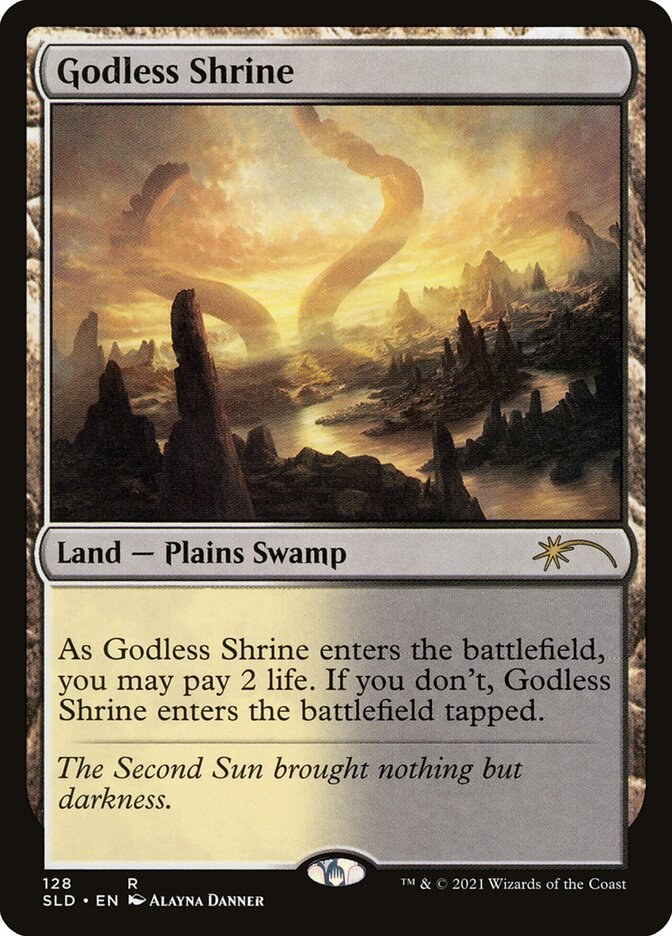 Godless Shrine
Land — Plains Swamp
As Godless Shrine enters the battlefield,
you may pay 2 life. If you don't, Godless
Shrine enters the battlefield tapped.
The Second Sun brought nothing but
darkness.
128 R
SLD • EN Alayna Danner
™ & © 2021 Wizards of the Coast